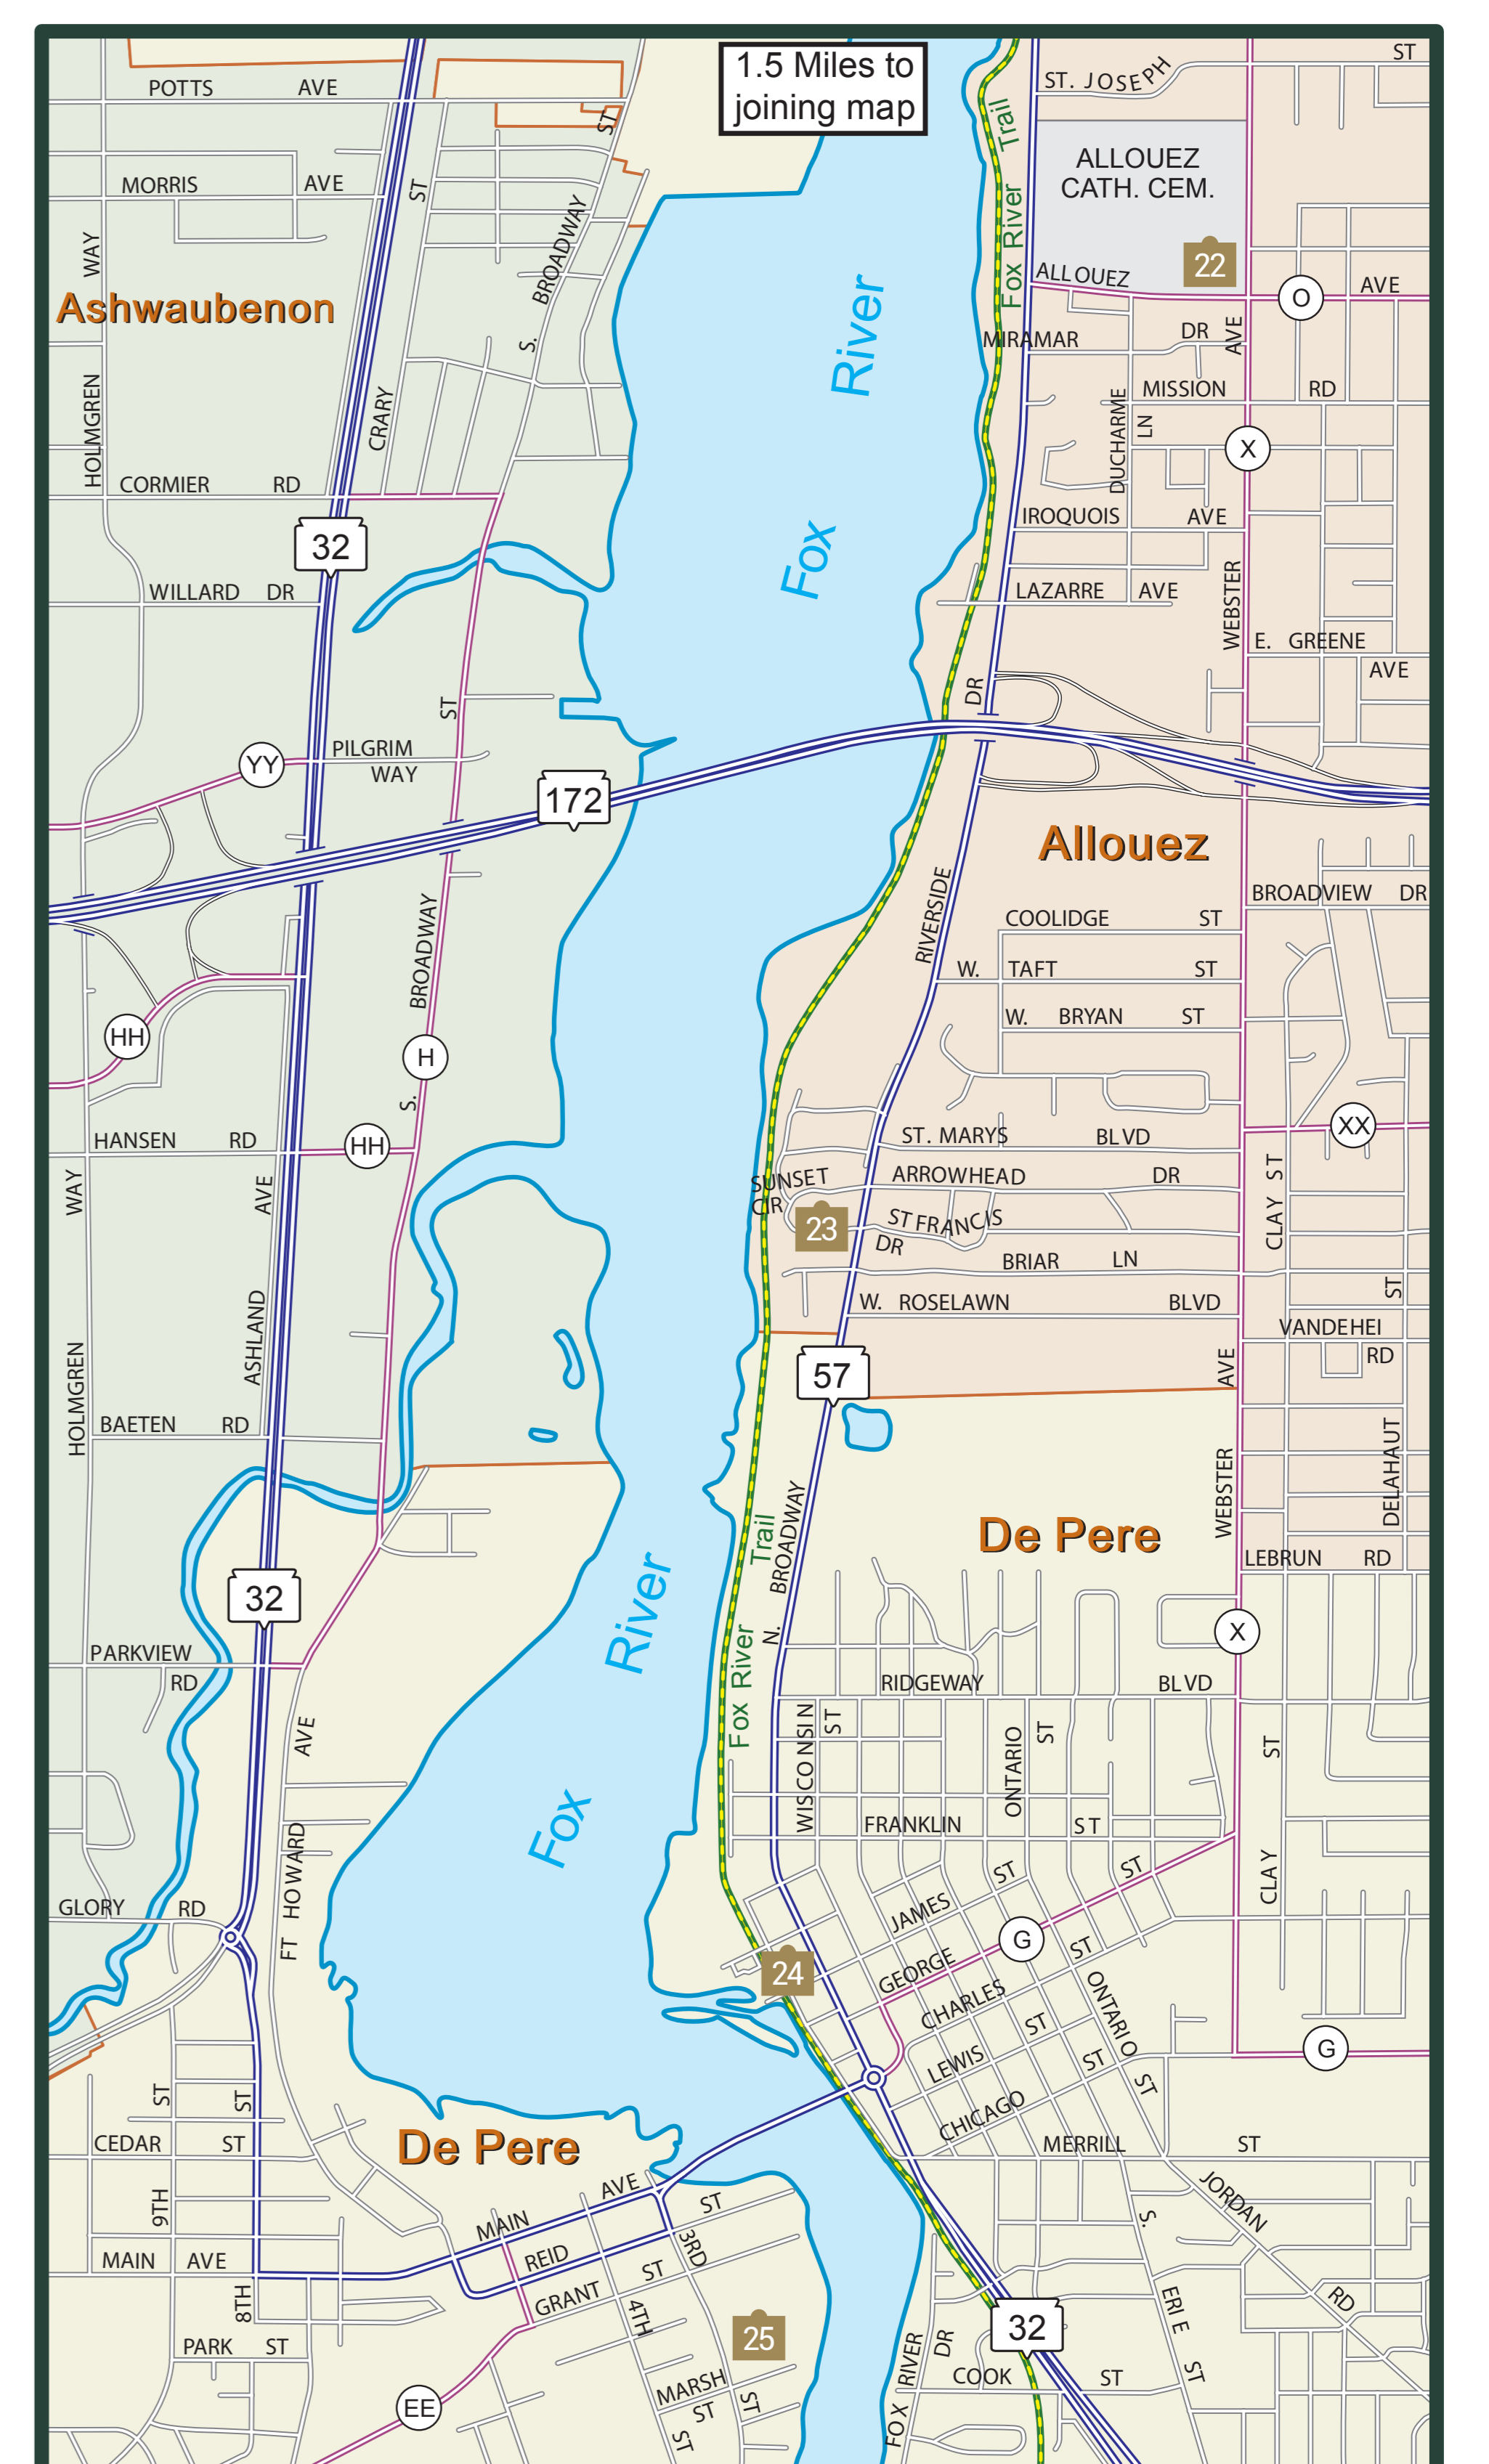 1.5 Miles to
joining map
ST
ST. JOSEPH
POTTS AVE
ST
Trail
ALLOUEZ
CATH. CEM.
MORRIS AVE
ST
WAY
BROADWAY
Fox River
22
ALLOUEZ
O
AVE
Ashwaubenon
River
S.
MIRAMAR DR
AVE
HOLMGREN
CRARY
MISSION RD
DUCHARME
LN
X
CORMIER RD
32
IROQUOIS AVE
Fox
WILLARD DR
LAZARRE AVE
WEBSTER
E. GREENE
AVE
ST
DR
YY
PILGRIM
WAY
172
Allouez
BROADVIEW DR
BROADWAY
RIVERSIDE
COOLIDGE ST
W. TAFT ST
W. BRYAN ST
HH
H
S.
HANSEN RD
HH
ST. MARYS BLVD
XX
WAY
AVE
SUNSET
CIR
ARROWHEAD DR
CLAY ST
23
ST FRANCIS
DR
BRIAR LN
W. ROSELAWN BLVD
ST
ASHLAND
VANDEHEI
RD
HOLMGREN
57
AVE
BAETEN RD
DELAHAUT
WEBSTER
BROADWAY
Trail
De Pere
LEBRUN RD
River
32
N.
X
PARKVIEW
RD
Fox River
RIDGEWAY BLVD
AVE
WISCONSIN
ST
ONTARIO
ST
ST
Fox
FRANKLIN ST
HOWARD
ST
ST
CLAY
GLORY RD
JAMES
G
FT
24
GEORGE
ST
CHARLES
ONTARIO
ST
LEWIS
ST
G
ST
ST
ST
CHICAGO
CEDAR ST
De Pere
MERRILL ST
AVE
JORDAN
9TH
MAIN
ST
S.
MAIN AVE
REID
3RD
ST
8TH
GRANT
4TH
ERIE
RD
PARK ST
25
32
FOX RIVER
DR
COOK ST
ST
MARSH
ST
ST
EE
ST